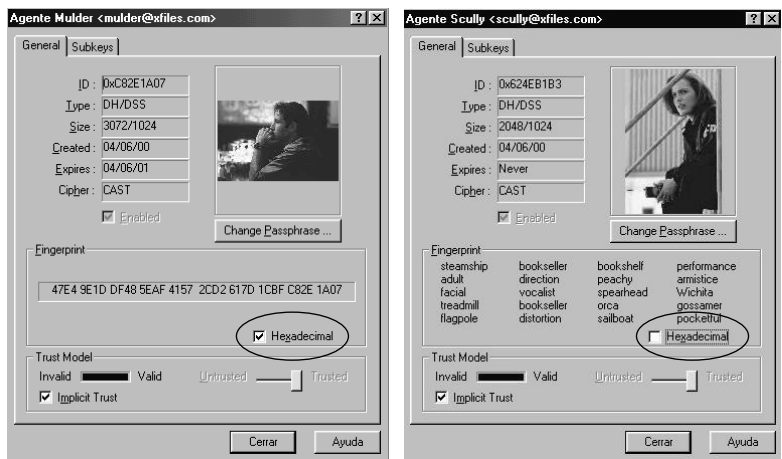 Agente Mulder <mulder@xfiles.com>
General Subkeys
ID : 0xC82E1A07
Type : DH/DSS
Size : 3072/1024
Created : 04/06/00
Expires : 04/06/01
Cipher : CAST
Enabled
Change Passphrase ...
Fingerprint
47E4 9E1D DF48 5EAF 4157 2CD2 617D 1CBF C82E 1A07
Hexadecimal
Trust Model
Invalid Valid Untrusted Trusted
Implicit Trust
Cerrar Ayuda
Agente Scully <scully@xfiles.com>
General Subkeys
ID : 0x624EB1B3
Type : DH/DSS
Size : 2048/1024
Created : 04/06/00
Expires : Never
Cipher : CAST
Enabled
Change Passphrase ...
Fingerprint
steamship bookseller bookshelf performance
adult direction peachy armistice
facial vocalist spearhead Wichita
treadmill bookseller orca gossamer
flagpole distortion sailboat pocketful
Hexadecimal
Trust Model
Invalid Valid Untrusted Trusted
Implicit Trust
Cerrar Ayuda